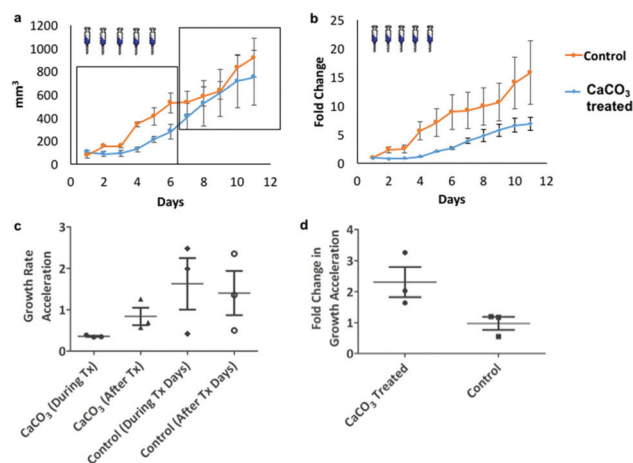 a
1200
1000
800
600
400
200
0
mm³
0 2 4 6 8 10 12
Days
b
25
20
15
10
5
0
Fold Change
0 2 4 6 8 10 12
Days
Control
CaCO₃
treated
c
3
2
1
0
Growth Rate
Acceleration
CaCO₃ (During Tx)
CaCO₃ (After Tx)
Control (During Tx Days)
Control (After Tx Days)
d
4
3
2
1
0
Fold Change in
Growth Acceleration
CaCO₃ Treated
Control